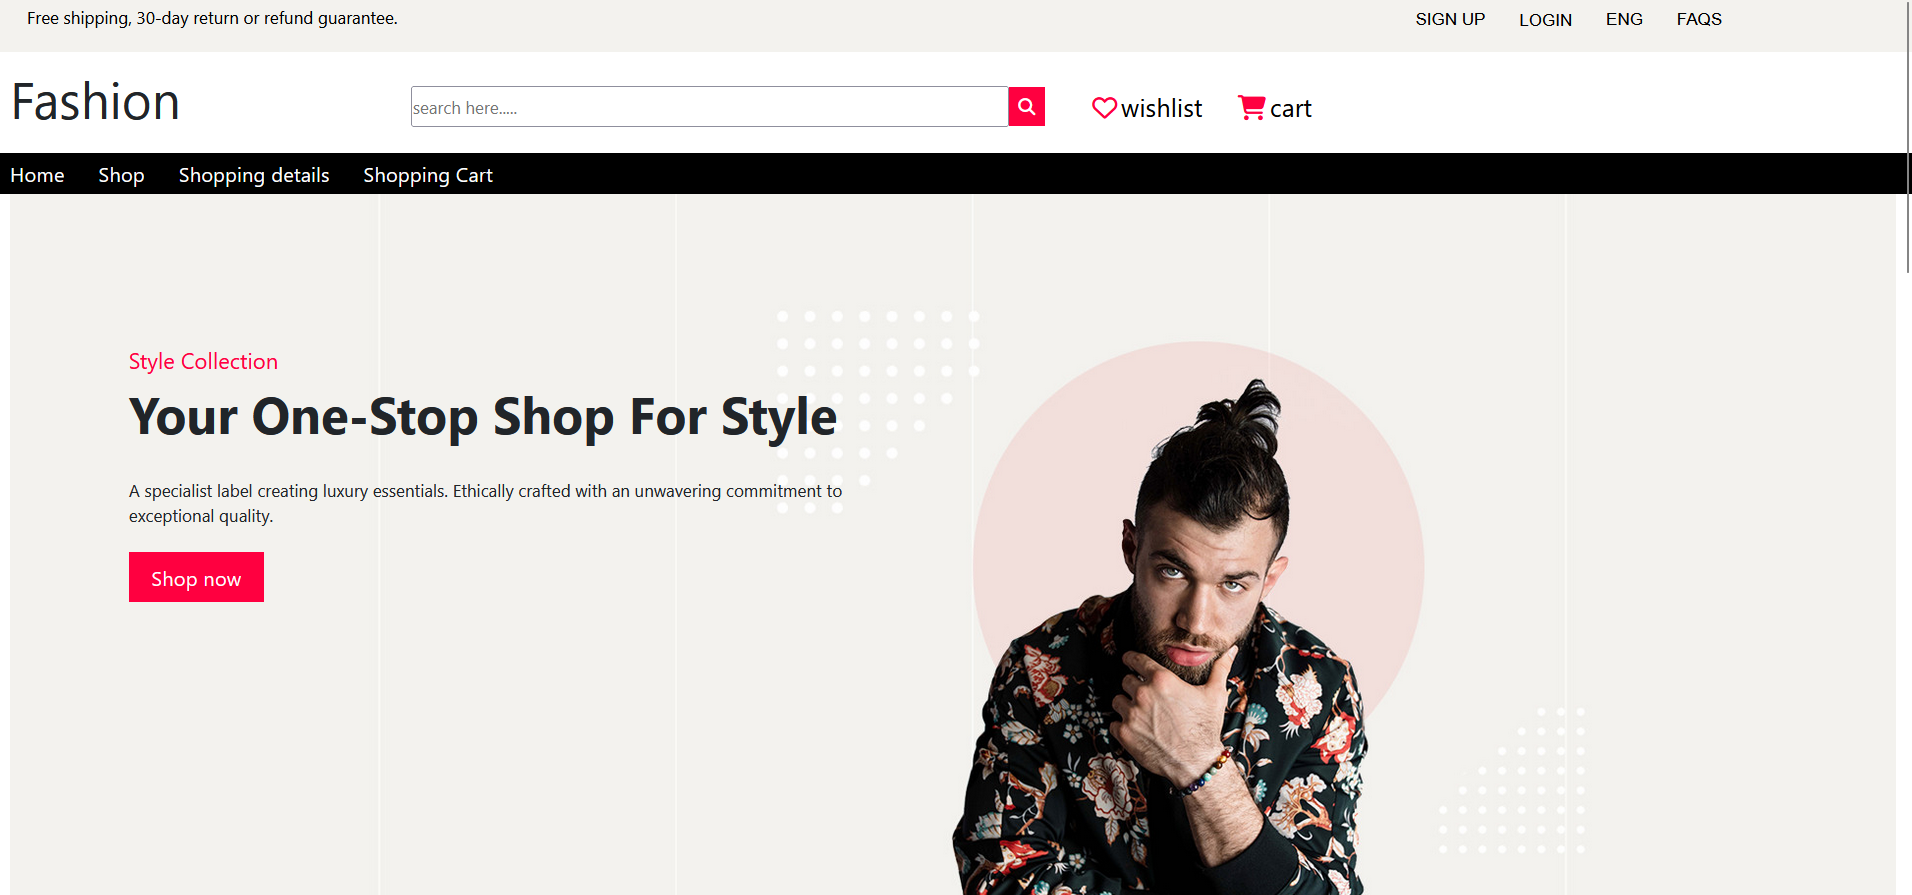 Free shipping, 30-day return or refund guarantee.
SIGN UP LOGIN ENG FAQS
Fashion
search here.....
wishlist
cart
Home Shop Shopping details Shopping Cart
Style Collection
Your One-Stop Shop For Style
A specialist label creating luxury essentials. Ethically crafted with an unwavering commitment to
exceptional quality.
Shop now